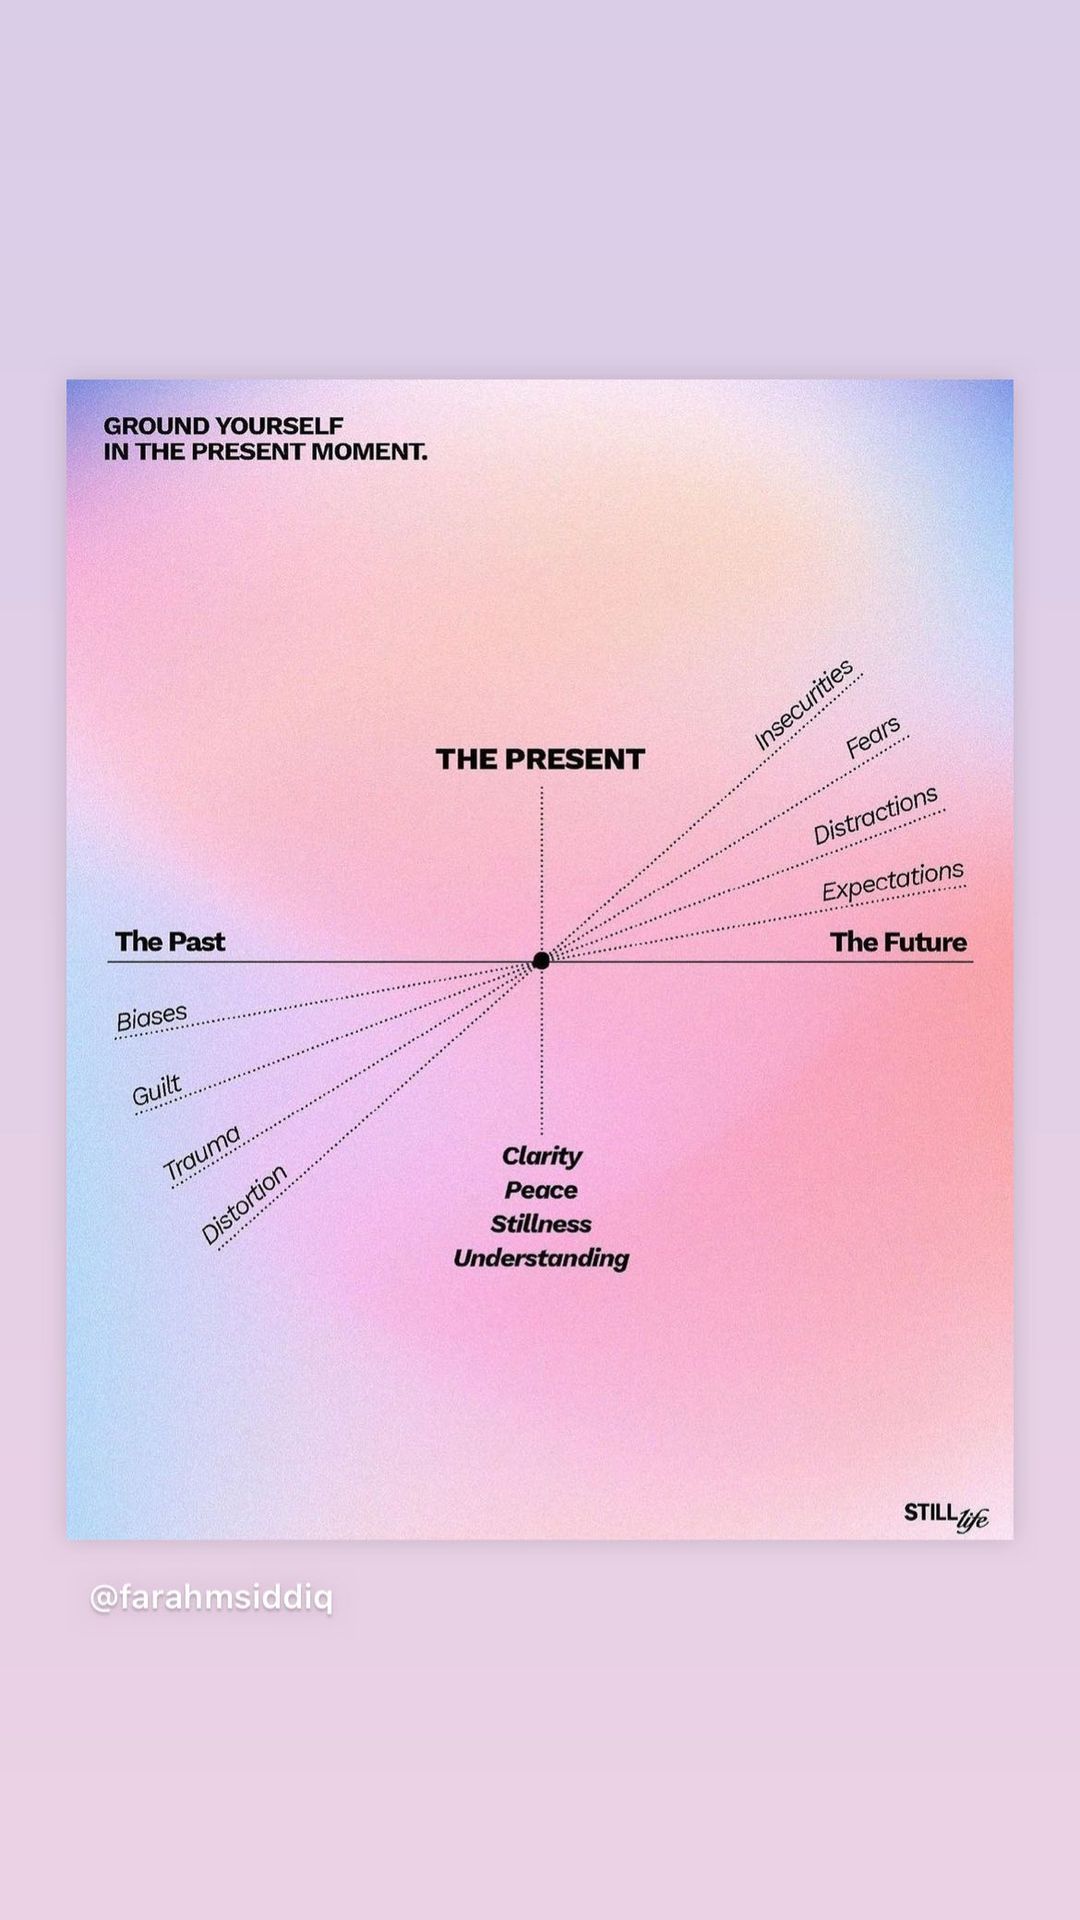 GROUND YOURSELF
IN THE PRESENT MOMENT.
Insecurities
Fears
THE PRESENT
Distractions
Expectations
The Past
The Future
Biases
Guilt
Trauma
Distortion
Clarity
Peace
Stillness
Understanding
STILL life
@farahmsiddiq